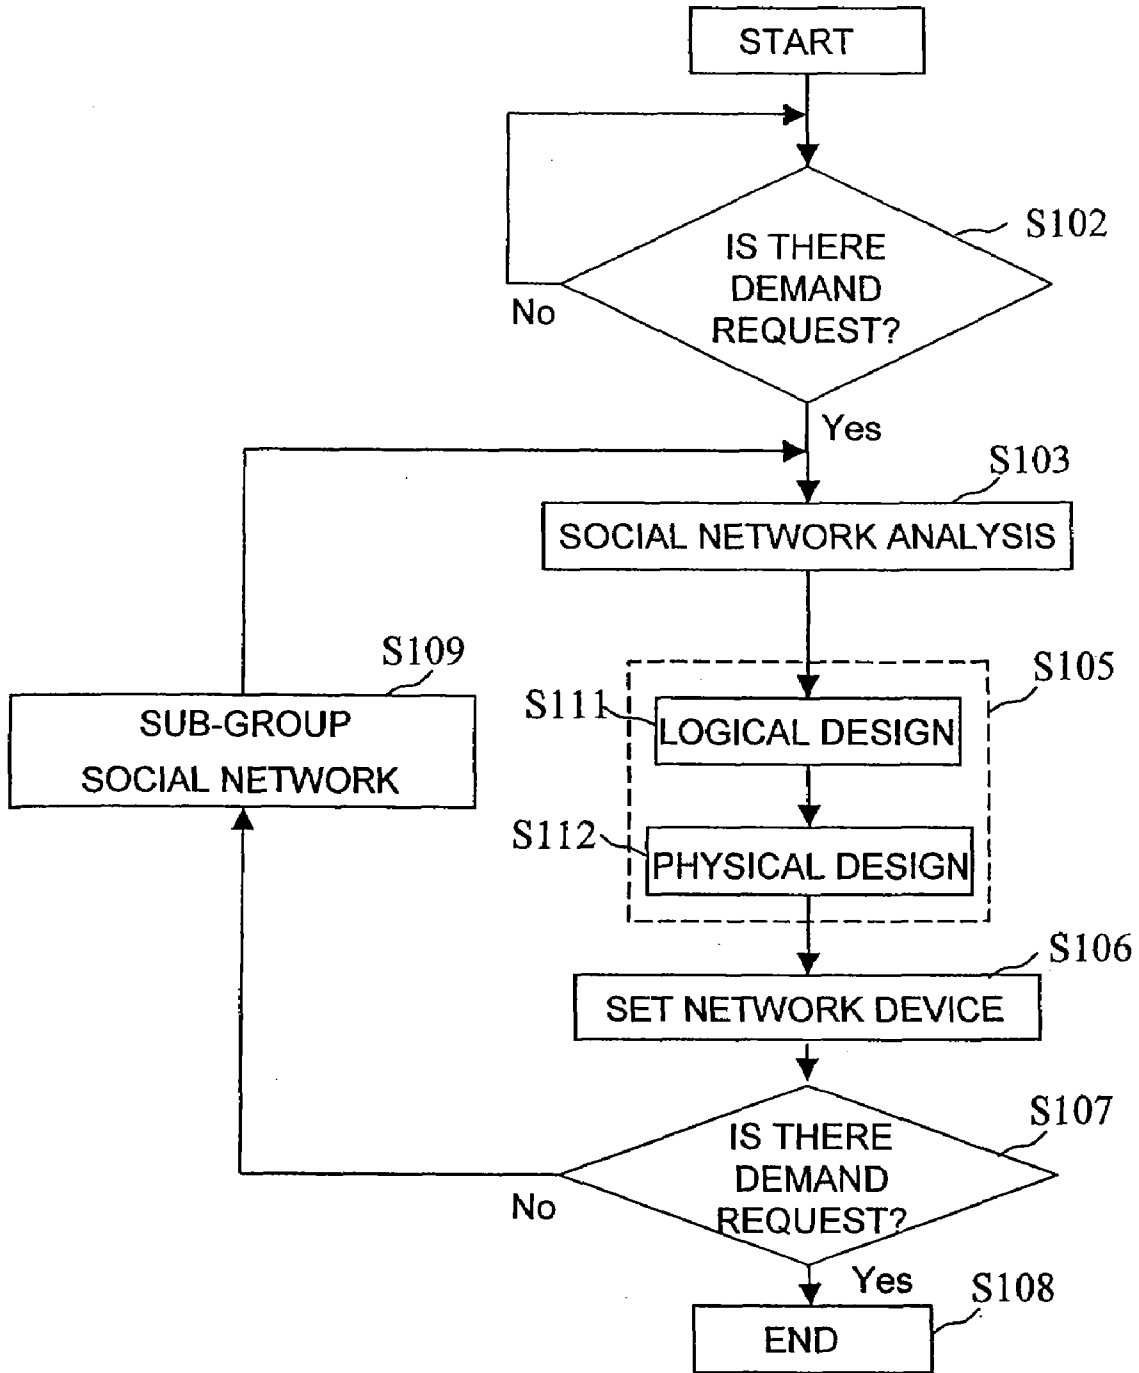 START
S102
IS THERE
DEMAND
REQUEST?
No
Yes
S103
SOCIAL NETWORK ANALYSIS
S109
SUB-GROUP
SOCIAL NETWORK
S105
S111
LOGICAL DESIGN
S112
PHYSICAL DESIGN
S106
SET NETWORK DEVICE
S107
IS THERE
DEMAND
REQUEST?
No
Yes
S108
END